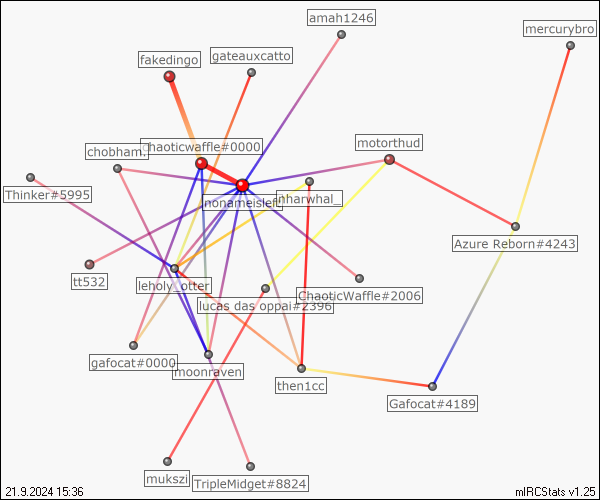 amah1246
mercurybro
gateauxcatto
fakedingo
motorthud
chaoticwaffle#0000
chobham
nharwhal_
Thinker#5995
nonameisleft
Azure Reborn#4243
tt532
leholy_otter
ChaoticWaffle#2006
lucas das oppai#2396
gafocat#0000
moonraven
then1cc
Gafocat#4189
mukszi
TripleMidget#8824
21.9.2024 15:36
mIRCStats v1.25